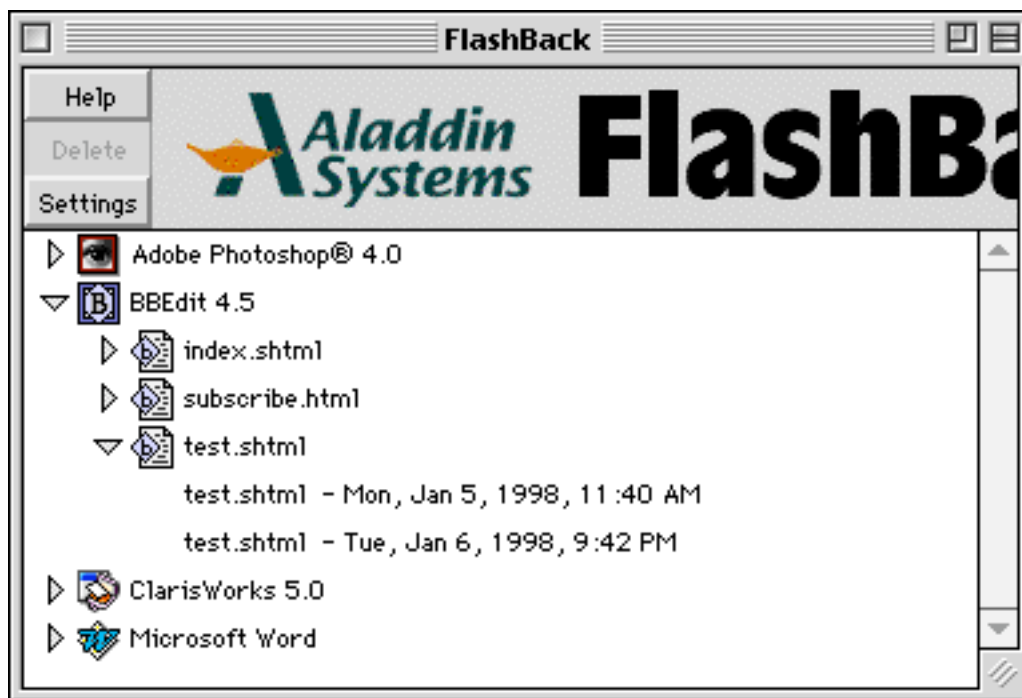 FlashBack
Help
Delete
Settings
Aladdin
Systems
FlashBa
Adobe Photoshop® 4.0
BBEdit 4.5
index.shtml
subscribe.html
test.shtml
test.shtml - Mon, Jan 5, 1998, 11:40 AM
test.shtml - Tue, Jan 6, 1998, 9:42 PM
ClarisWorks 5.0
Microsoft Word